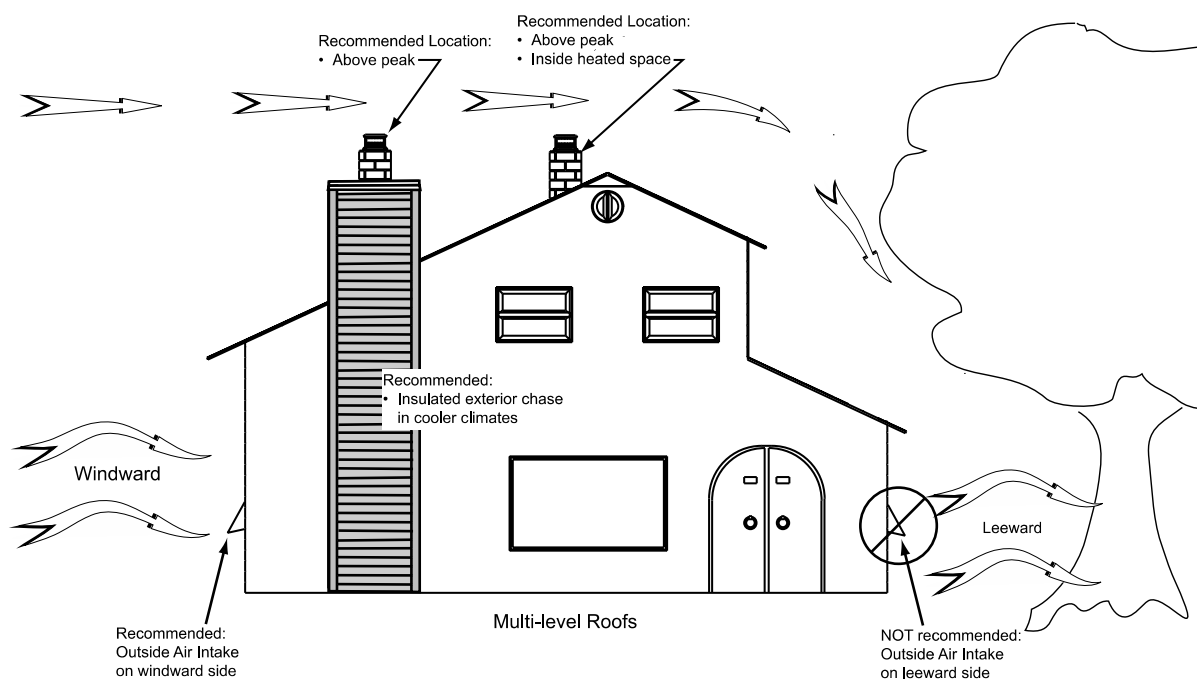 Recommended Location:
• Above peak
Recommended Location:
• Above peak
• Inside heated space
Recommended:
• Insulated exterior chase
in cooler climates
Windward
Leeward
Multi-level Roofs
Recommended:
Outside Air Intake
on windward side
NOT recommended:
Outside Air Intake
on leeward side